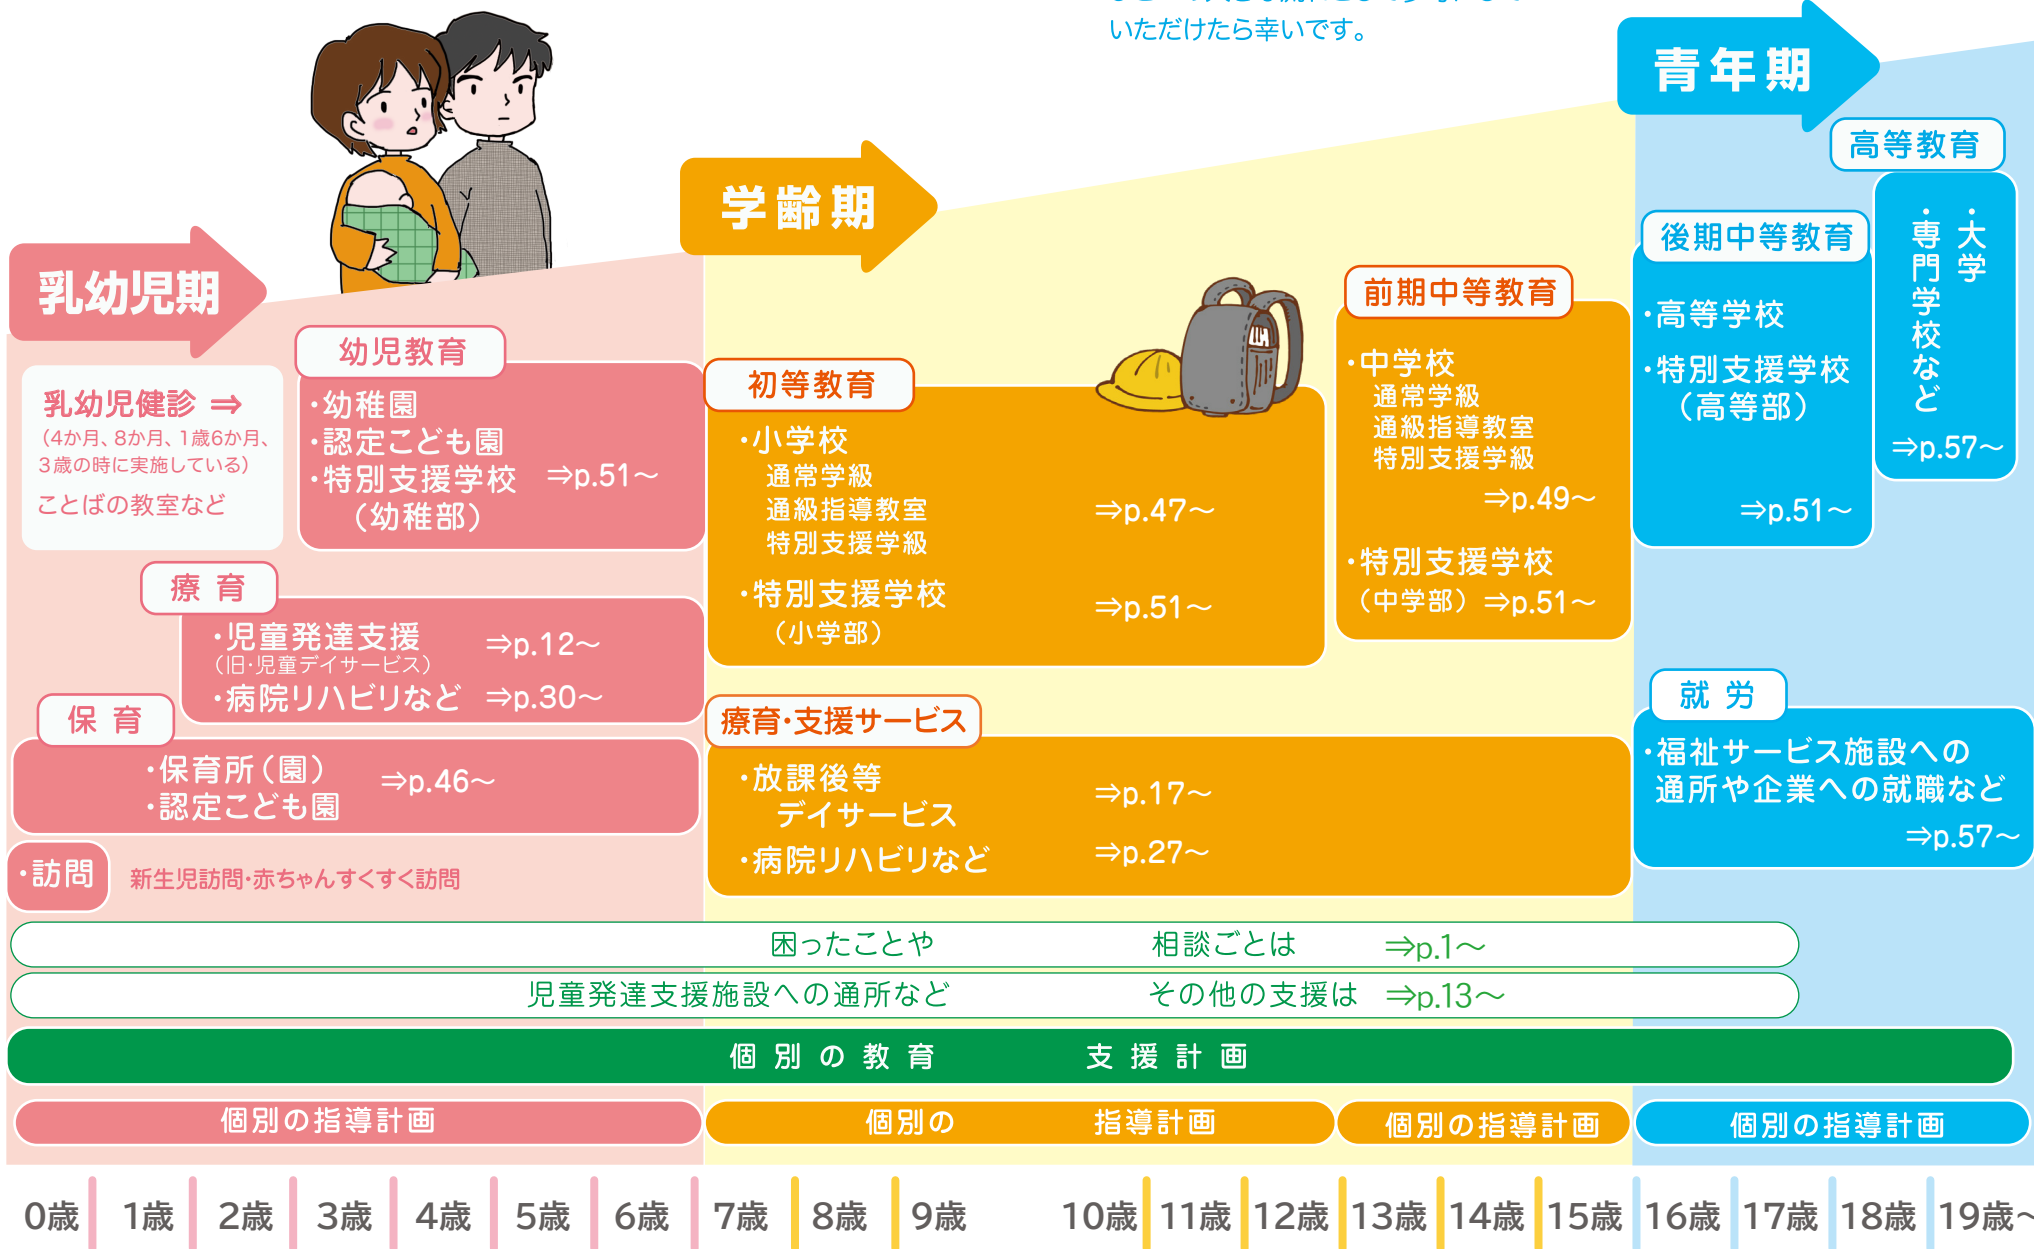 いただけたら幸いです。
青年期
高等教育
・大学
・専門学校など
⇒p.57～
後期中等教育
・高等学校
・特別支援学校
（高等部）
⇒p.51～
就 労
・福祉サービス施設への
通所や企業への就職など
⇒p.57～
学齢期
初等教育
・小学校
通常学級
通級指導教室
特別支援学級
⇒p.47～
・特別支援学校
（小学部）
⇒p.51～
前期中等教育
・中学校
通常学級
通級指導教室
特別支援学級
⇒p.49～
・特別支援学校
（中学部）⇒p.51～
療育・支援サービス
・放課後等
デイサービス
⇒p.17～
・病院リハビリなど
⇒p.27～
乳幼児期
乳幼児健診 ⇒
（4か月、8か月、1歳6か月、
３歳の時に実施している）
ことばの教室など
幼児教育
・幼稚園
・認定こども園
・特別支援学校 ⇒p.51～
（幼稚部）
療 育
・児童発達支援 ⇒p.12～
（旧・児童デイサービス）
・病院リハビリなど ⇒p.30～
保 育
・保育所（園）
・認定こども園
⇒p.46～
・訪問
新生児訪問・赤ちゃんすくすく訪問
困ったことや 相談ごとは ⇒p.1～
児童発達支援施設への通所など その他の支援は ⇒p.13～
個別の教育 支援計画
個別の指導計画
個別の 指導計画
個別の指導計画
個別の指導計画
0歳 1歳 2歳 3歳 4歳 5歳 6歳 7歳 8歳 9歳 10歳 11歳 12歳 13歳 14歳 15歳 16歳 17歳 18歳 19歳～